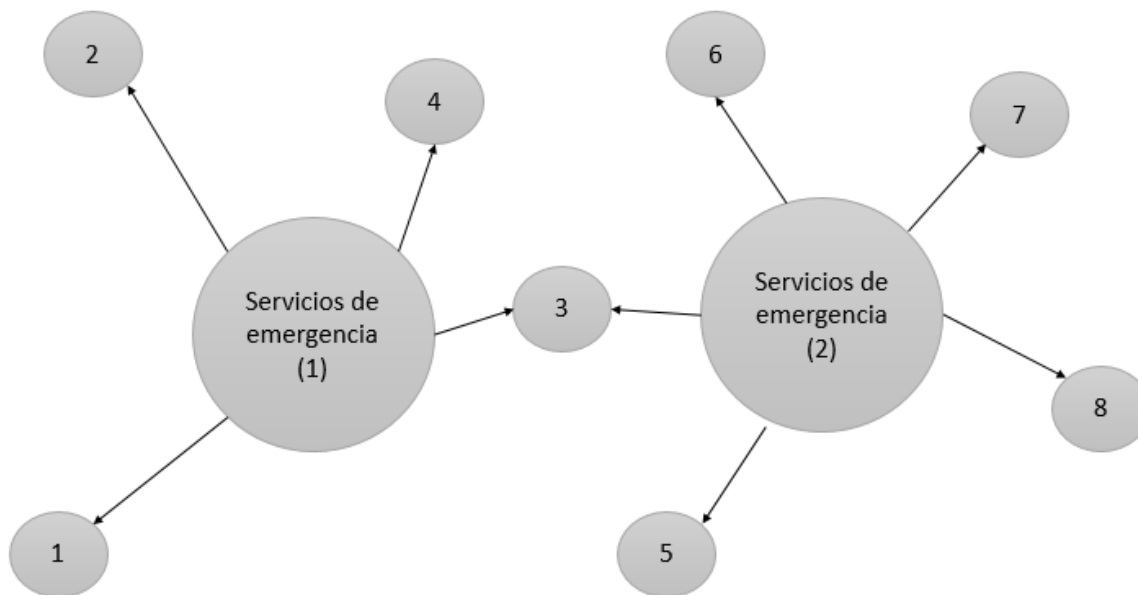 2
4
6
7
Servicios de
emergencia
(1)
3
Servicios de
emergencia
(2)
8
1
5